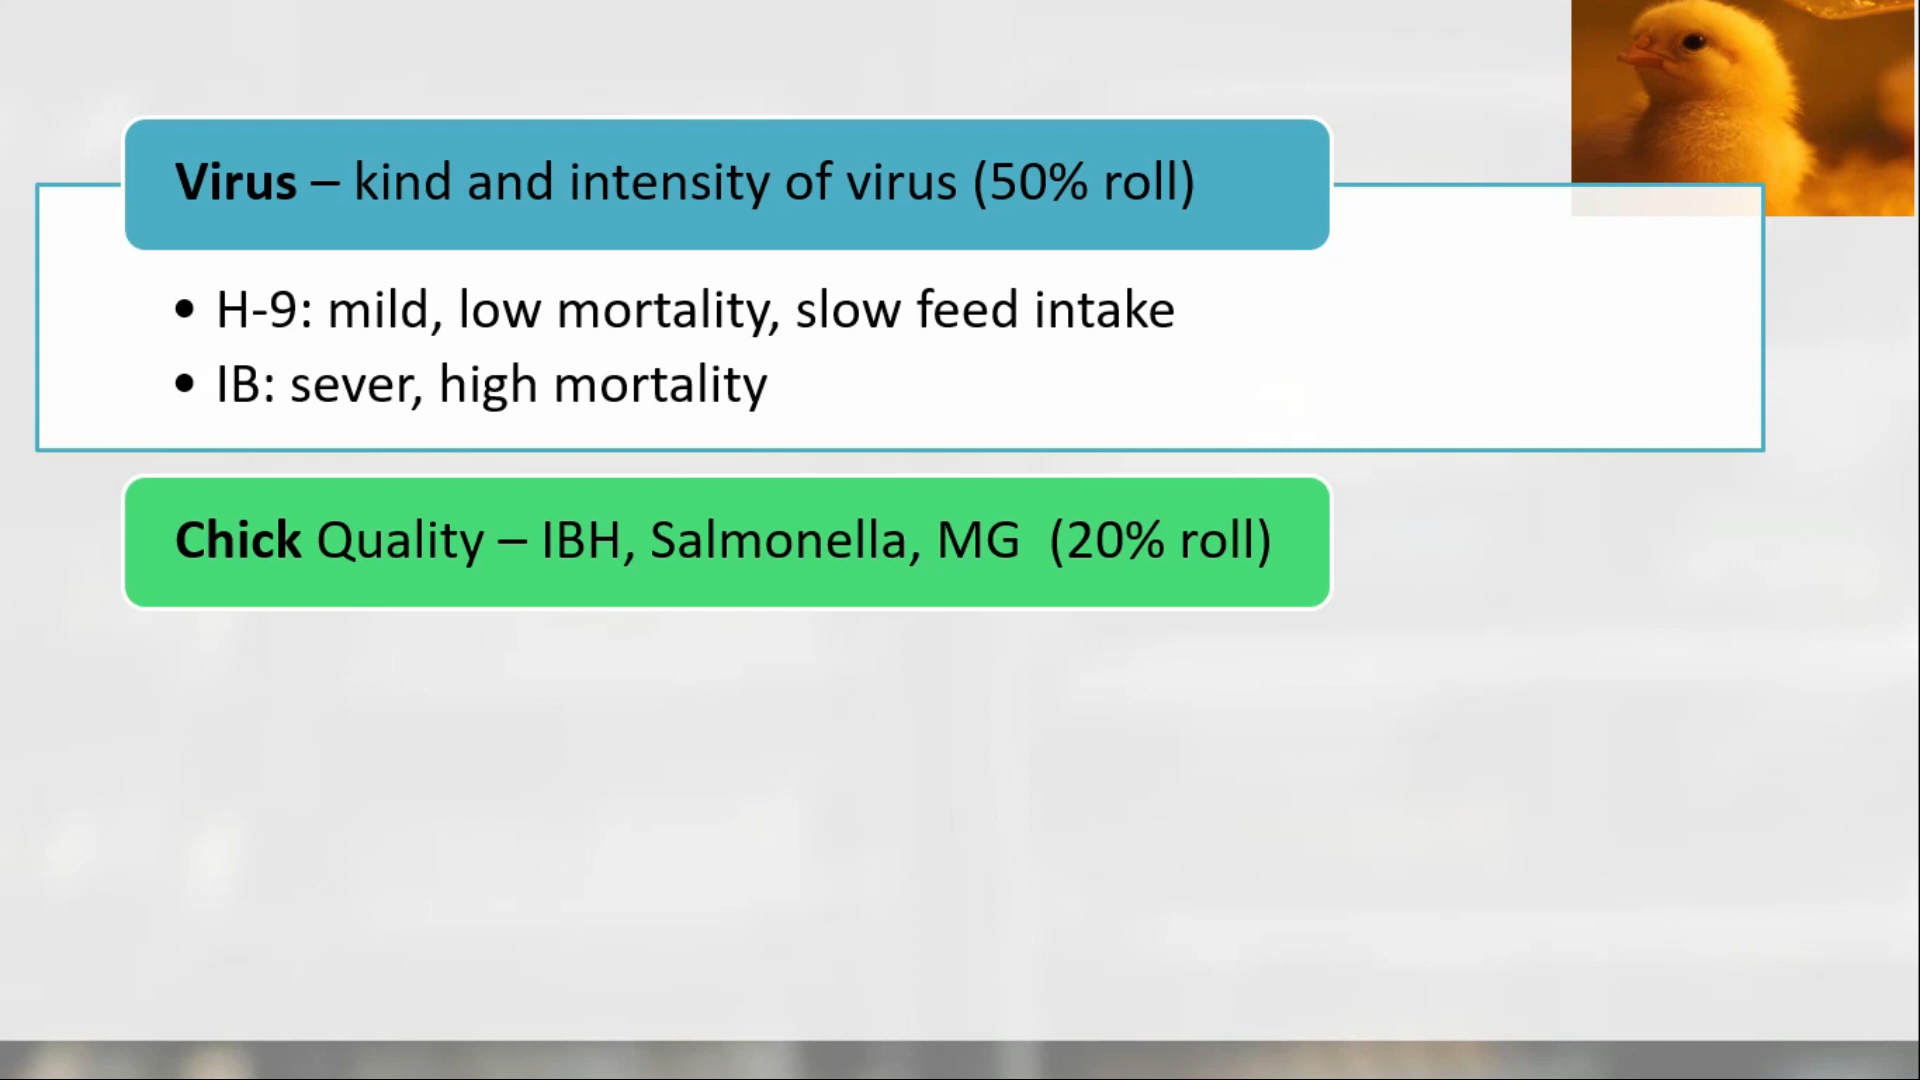 Virus – kind and intensity of virus (50% roll)
• H-9: mild, low mortality, slow feed intake
• IB: sever, high mortality
Chick Quality – IBH, Salmonella, MG (20% roll)